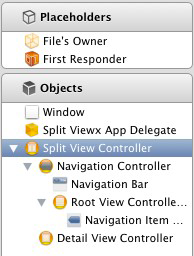 Placeholders
File's Owner
First Responder
Objects
Window
Split Viewx App Delegate
Split View Controller
Navigation Controller
Navigation Bar
Root View Controlle...
Navigation Item ...
Detail View Controller